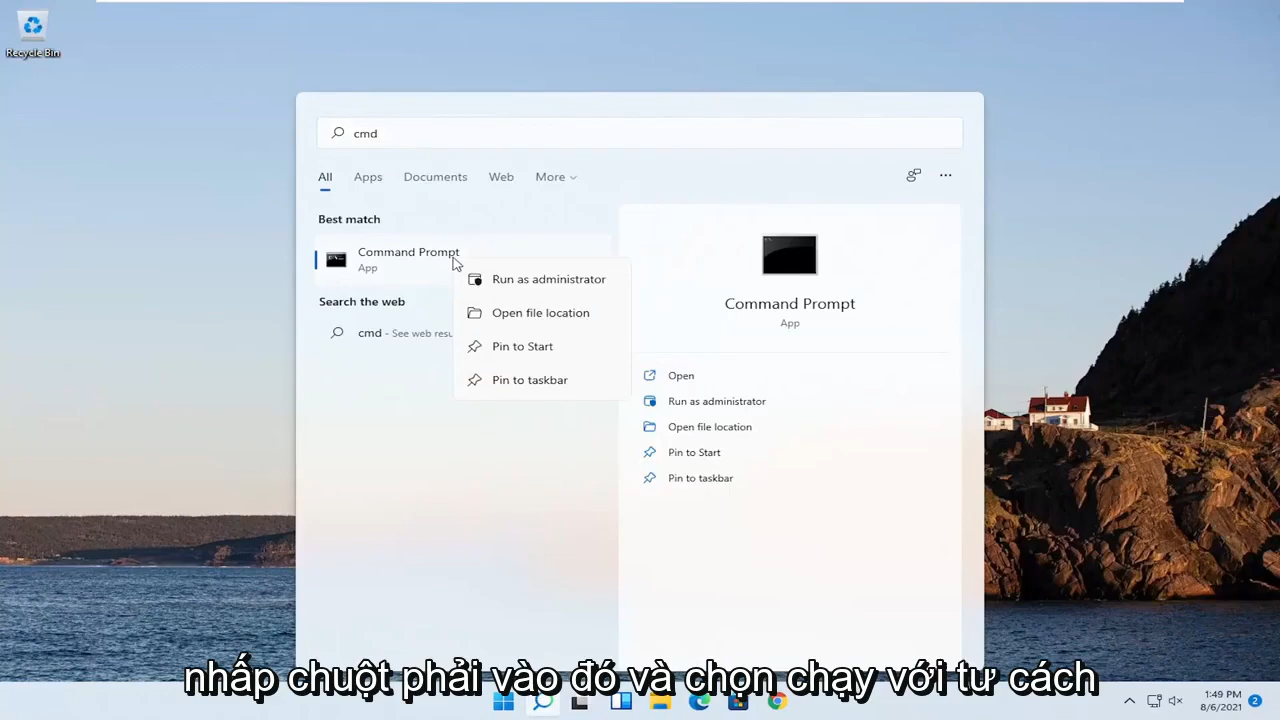 Recycle Bin
cmd
All Apps Documents Web More
Best match
Command Prompt
App
Search the web
cmd - See web resu
Run as administrator
Open file location
Pin to Start
Pin to taskbar
Command Prompt
App
Open
Run as administrator
Open file location
Pin to Start
Pin to taskbar
nhấp chuột phải vào đó và chọn chạy với tư cách
1:49 PM
8/6/2021
2